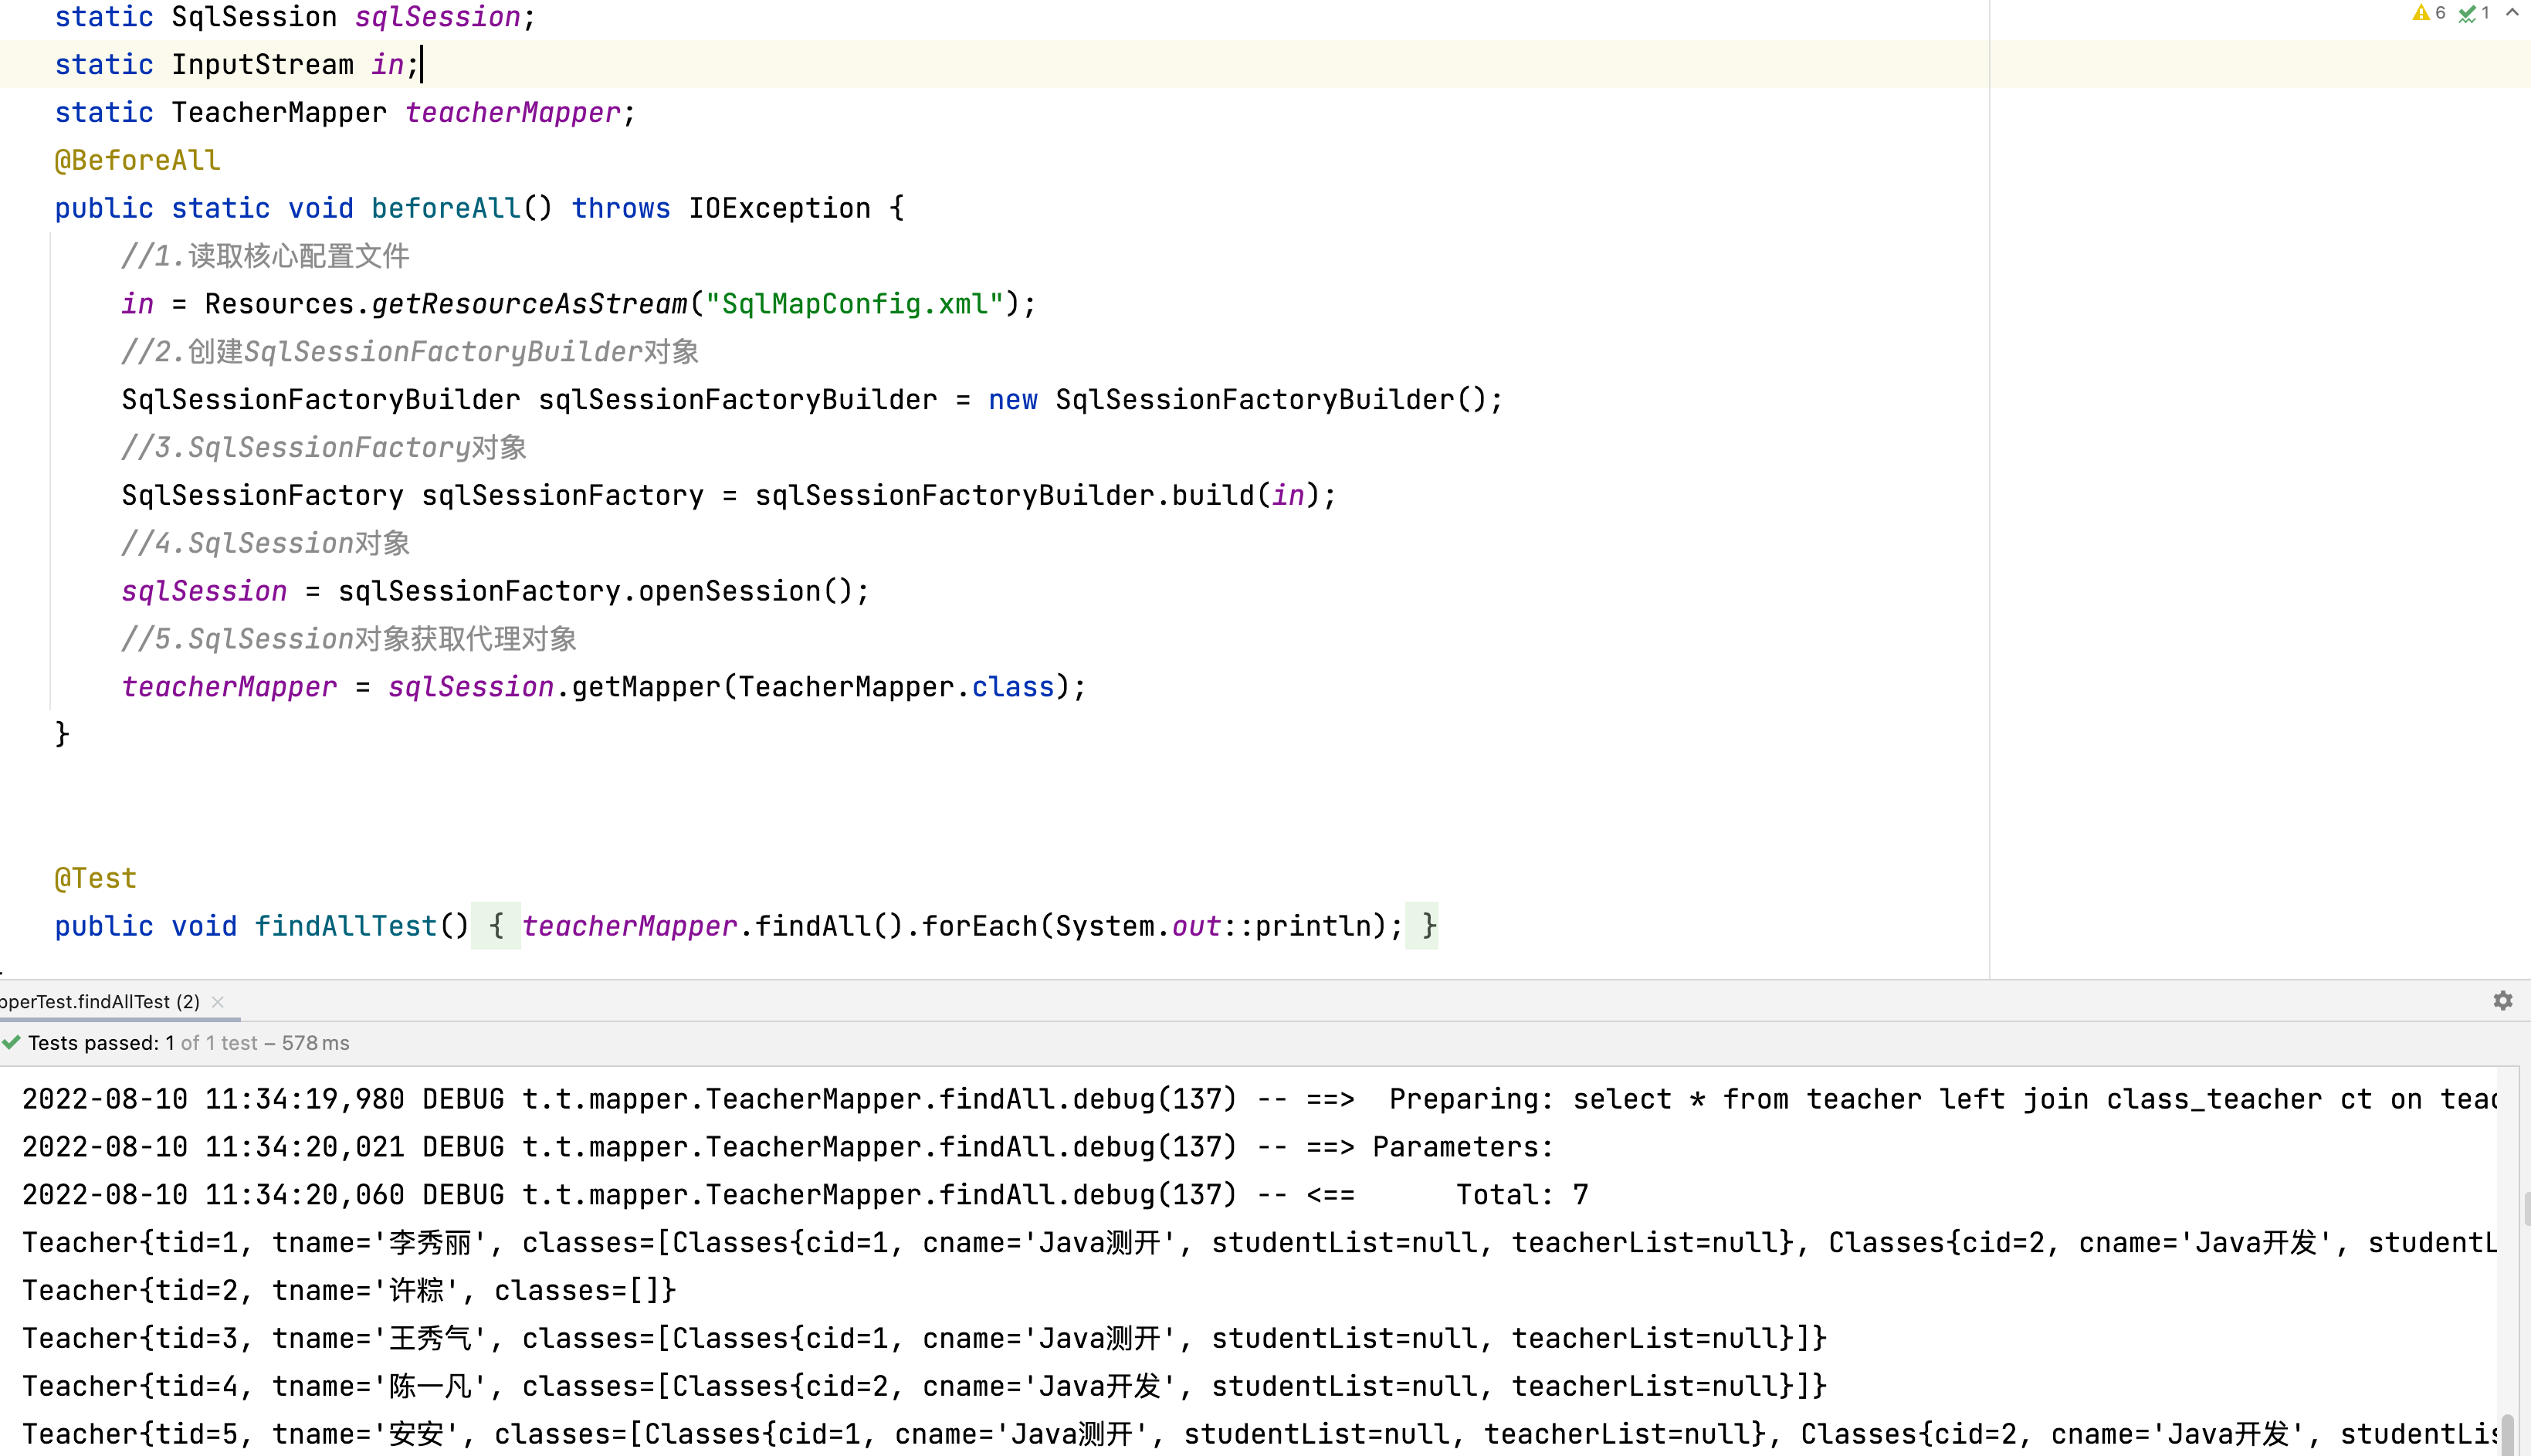 static SqlSession sqlSession;
6 1
static InputStream in;
static TeacherMapper teacherMapper;
@BeforeAll
public static void beforeAll() throws IOException {
//1.读取核心配置文件
in = Resources.getResourceAsStream("SqlMapConfig.xml");
//2.创建SqlSessionFactoryBuilder对象
SqlSessionFactoryBuilder sqlSessionFactoryBuilder = new SqlSessionFactoryBuilder();
//3.SqlSessionFactory对象
SqlSessionFactory sqlSessionFactory = sqlSessionFactoryBuilder.build(in);
//4.SqlSession对象
sqlSession = sqlSessionFactory.openSession();
//5.SqlSession对象获取代理对象
teacherMapper = sqlSession.getMapper(TeacherMapper.class);
}
@Test
public void findAllTest() { teacherMapper.findAll().forEach(System.out::println); }
pperTest.findAllTest (2)
Tests passed: 1 of 1 test – 578 ms
2022-08-10 11:34:19,980 DEBUG t.t.mapper.TeacherMapper.findAll.debug(137) -- ==>  Preparing: select * from teacher left join class_teacher ct on teac
2022-08-10 11:34:20,021 DEBUG t.t.mapper.TeacherMapper.findAll.debug(137) -- ==> Parameters:
2022-08-10 11:34:20,060 DEBUG t.t.mapper.TeacherMapper.findAll.debug(137) -- <==      Total: 7
Teacher{tid=1, tname='李秀丽', classes=[Classes{cid=1, cname='Java测开', studentList=null, teacherList=null}, Classes{cid=2, cname='Java开发', studentL
Teacher{tid=2, tname='许粽', classes=[]}
Teacher{tid=3, tname='王秀气', classes=[Classes{cid=1, cname='Java测开', studentList=null, teacherList=null}]}
Teacher{tid=4, tname='陈一凡', classes=[Classes{cid=2, cname='Java开发', studentList=null, teacherList=null}]}
Teacher{tid=5, tname='安安', classes=[Classes{cid=1, cname='Java测开', studentList=null, teacherList=null}, Classes{cid=2, cname='Java开发', studentLis